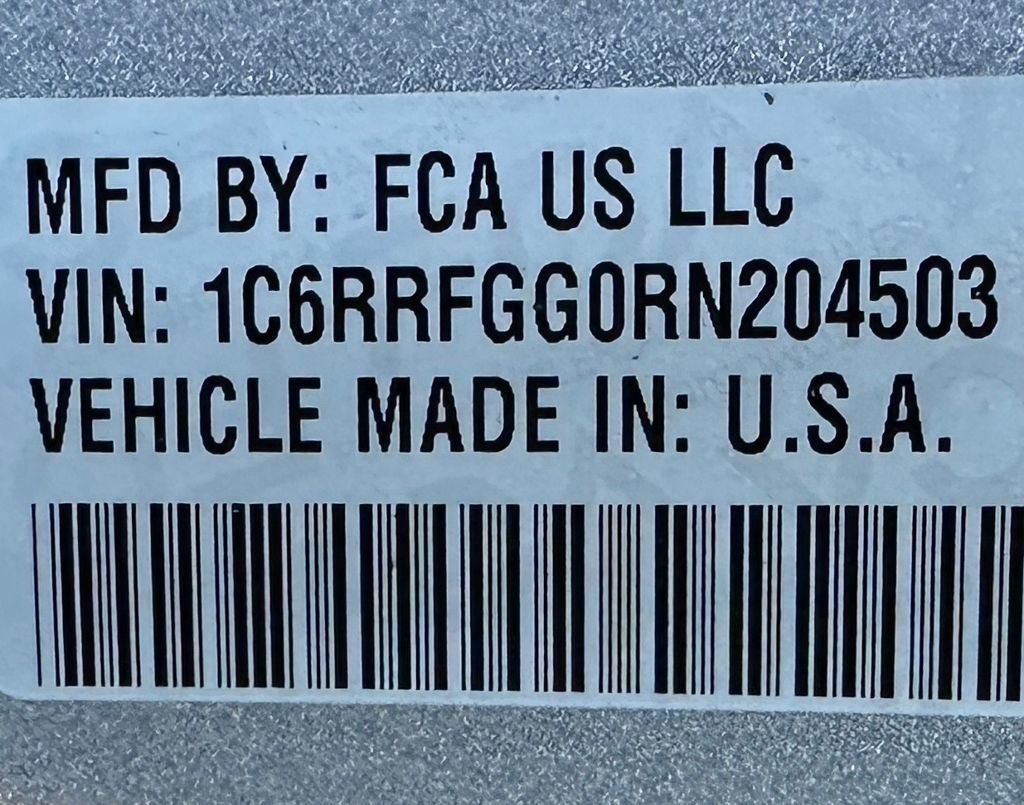 MFD BY: FCA US LLC
VIN: 1C6RRFGG0RN204503
VEHICLE MADE IN: U.S.A.